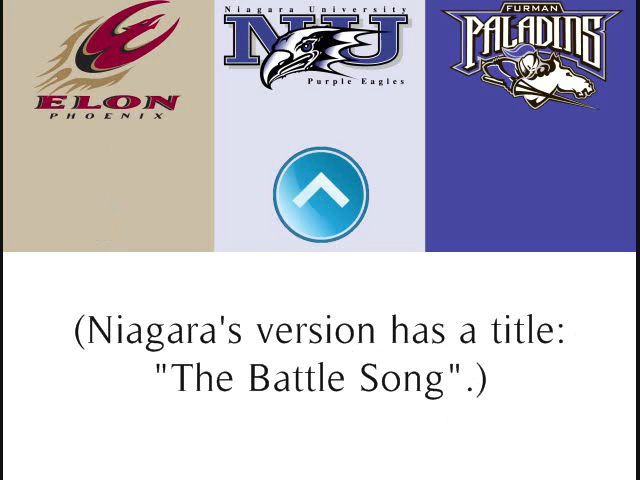 ELON
PHOENIX
Niagara University
NU
Purple Eagles
FURMAN
PALADINS
(Niagara's version has a title:
"The Battle Song".)